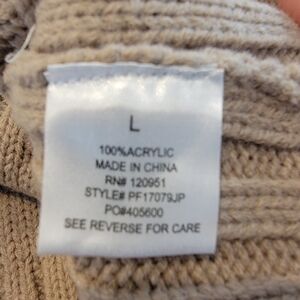 L
100%ACRYLIC
MADE IN CHINA
RN# 120951
STYLE# PF17079JP
PO#405600
SEE REVERSE FOR CARE